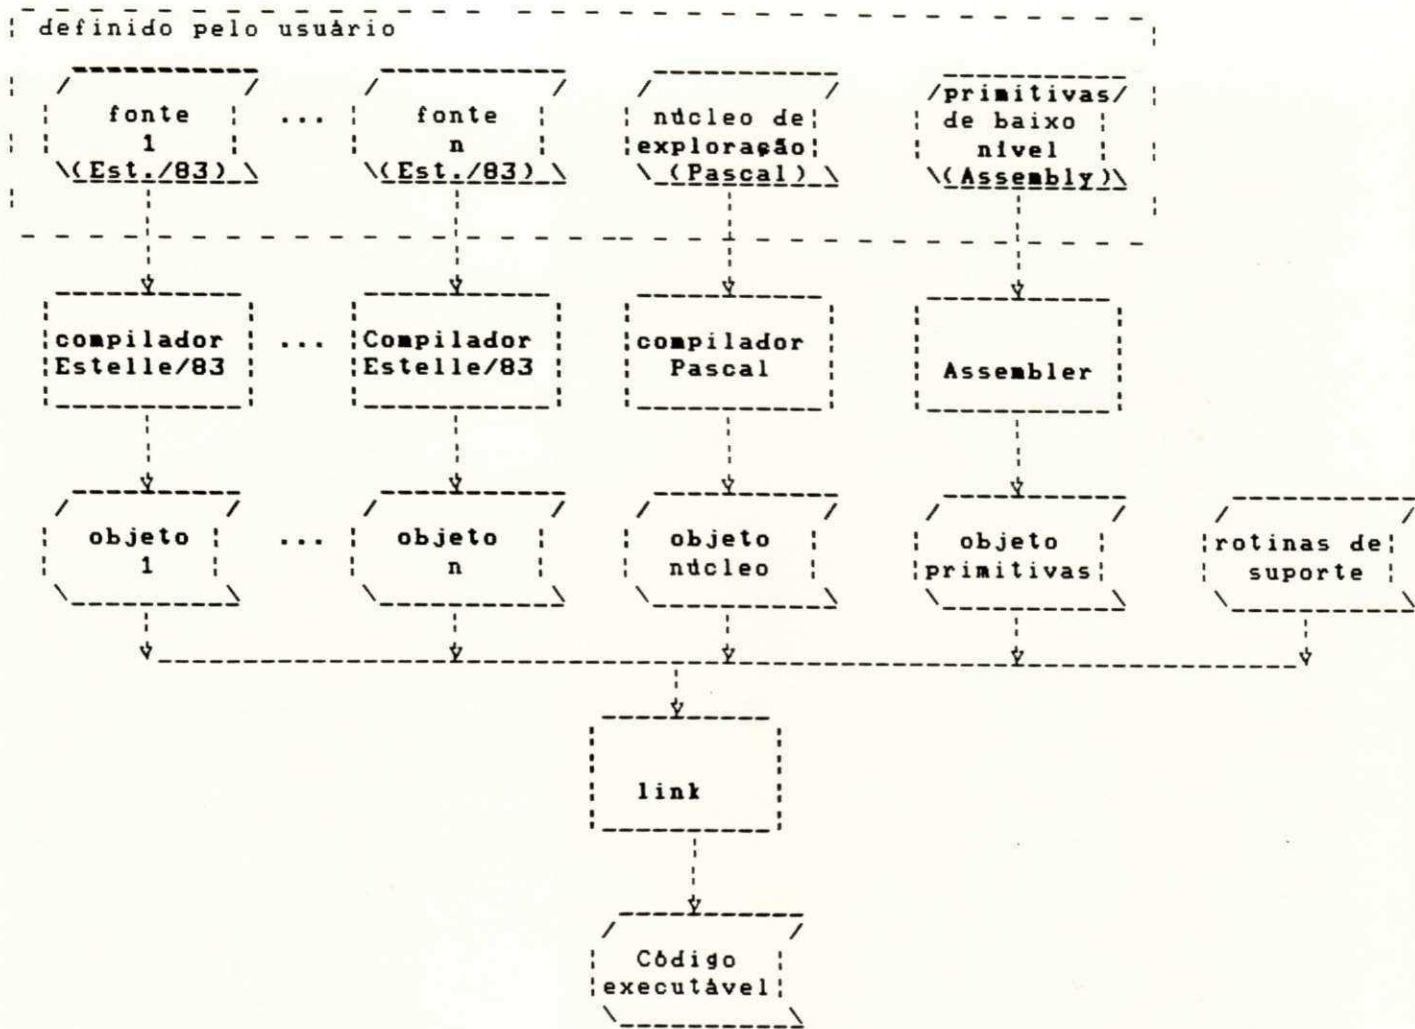 definido pelo usuário
fonte
1
(Est./83)
...
fonte
n
(Est./83)
núcleo de
exploração
(Pascal)
primitivas
de baixo
nível
(Assembly)
compilador
Estelle/83
...
Compilador
Estelle/83
compilador
Pascal
Assembler
objeto
1
...
objeto
n
objeto
núcleo
objeto
primitivas
rotinas de
suporte
link
Código
executável